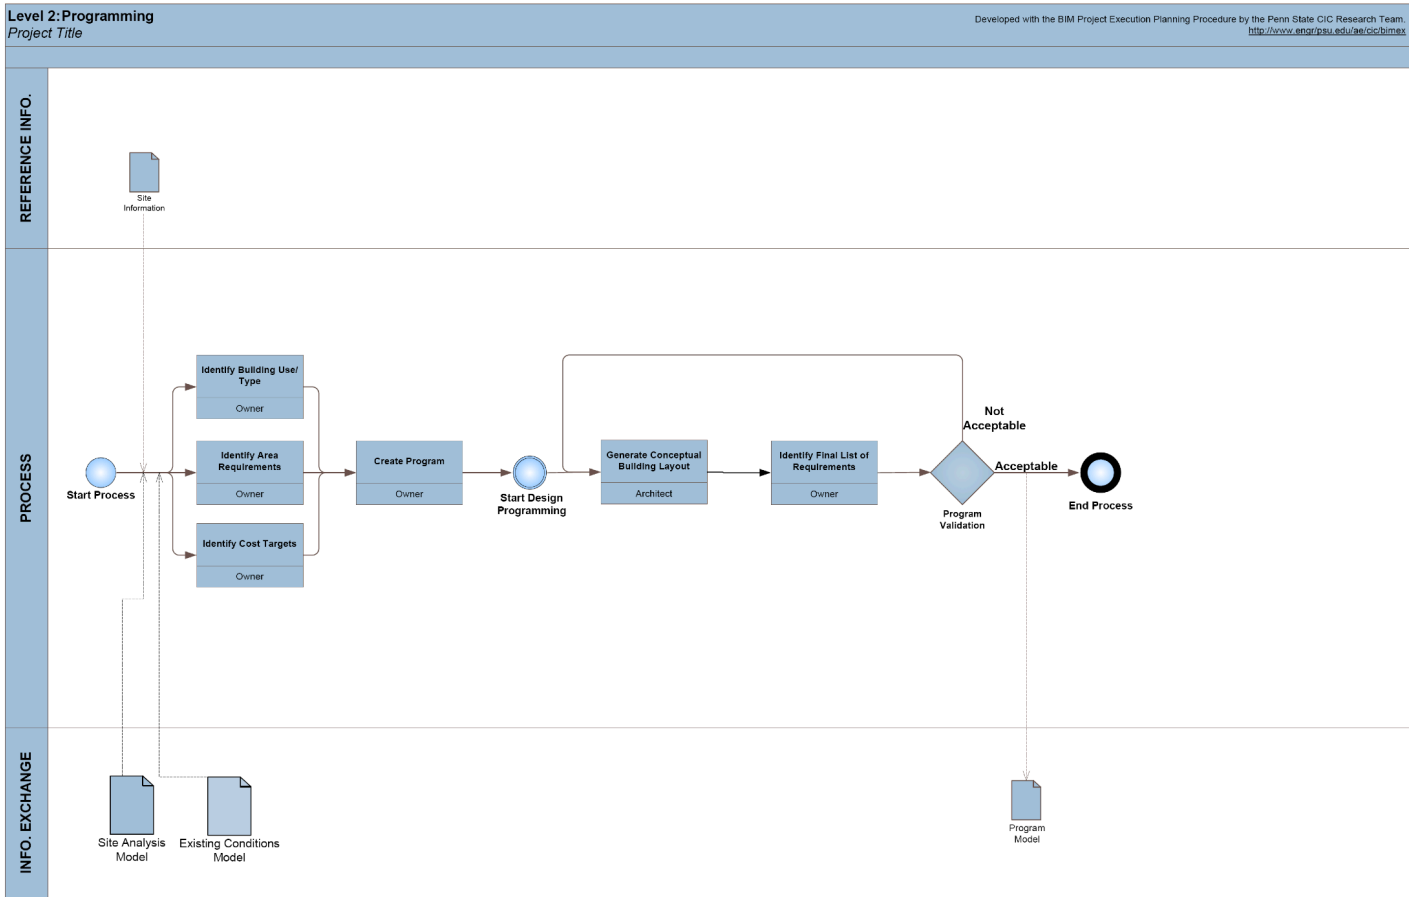 Level 2: Programming
Project Title
Developed with the BIM Project Execution Planning Procedure by the Penn State CIC Research Team.
http://www.engr/psu.edu/ae/cic/bimex
REFERENCE INFO.
Site
Information
PROCESS
Start Process
Identify Building Use/
Type
Owner
Identify Area
Requirements
Owner
Identify Cost Targets
Owner
Create Program
Owner
Start Design
Programming
Generate Conceptual
Building Layout
Architect
Identify Final List of
Requirements
Owner
Not
Acceptable
Acceptable
Program
Validation
End Process
INFO. EXCHANGE
Site Analysis
Model
Existing Conditions
Model
Program
Model